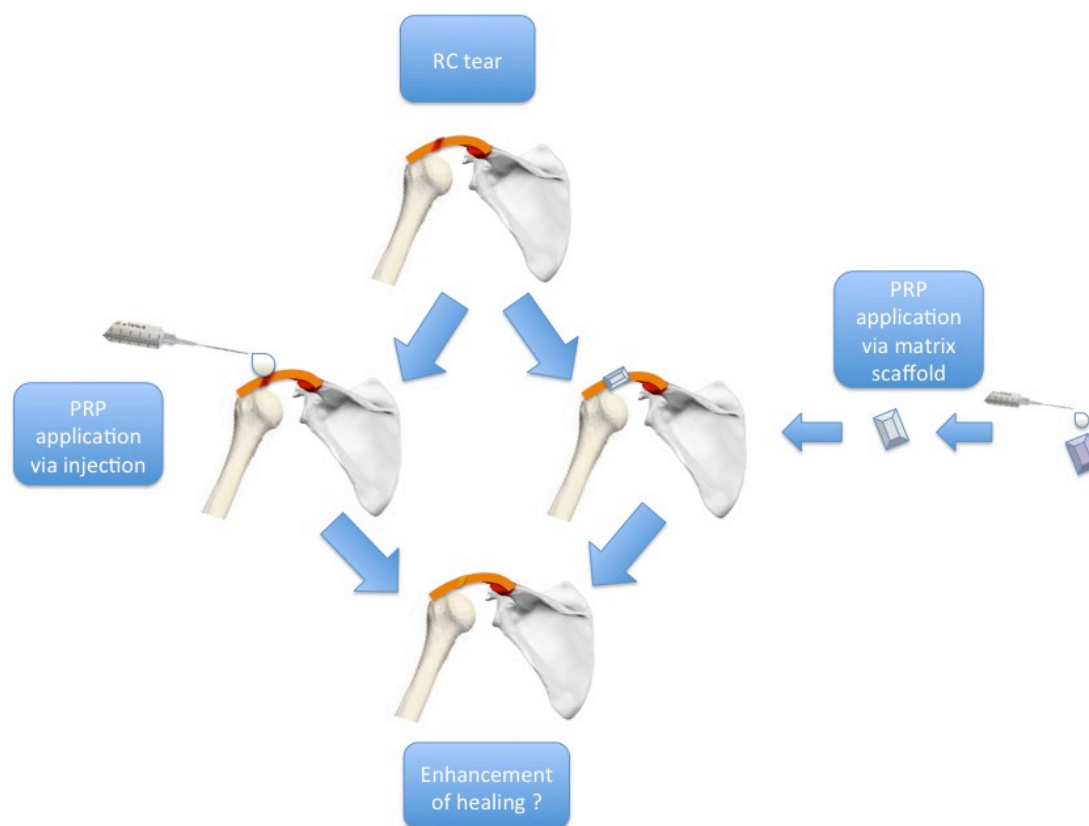 RC tear
PRP
application
via matrix
scaffold
PRP
application
via injection
Enhancement
of healing ?